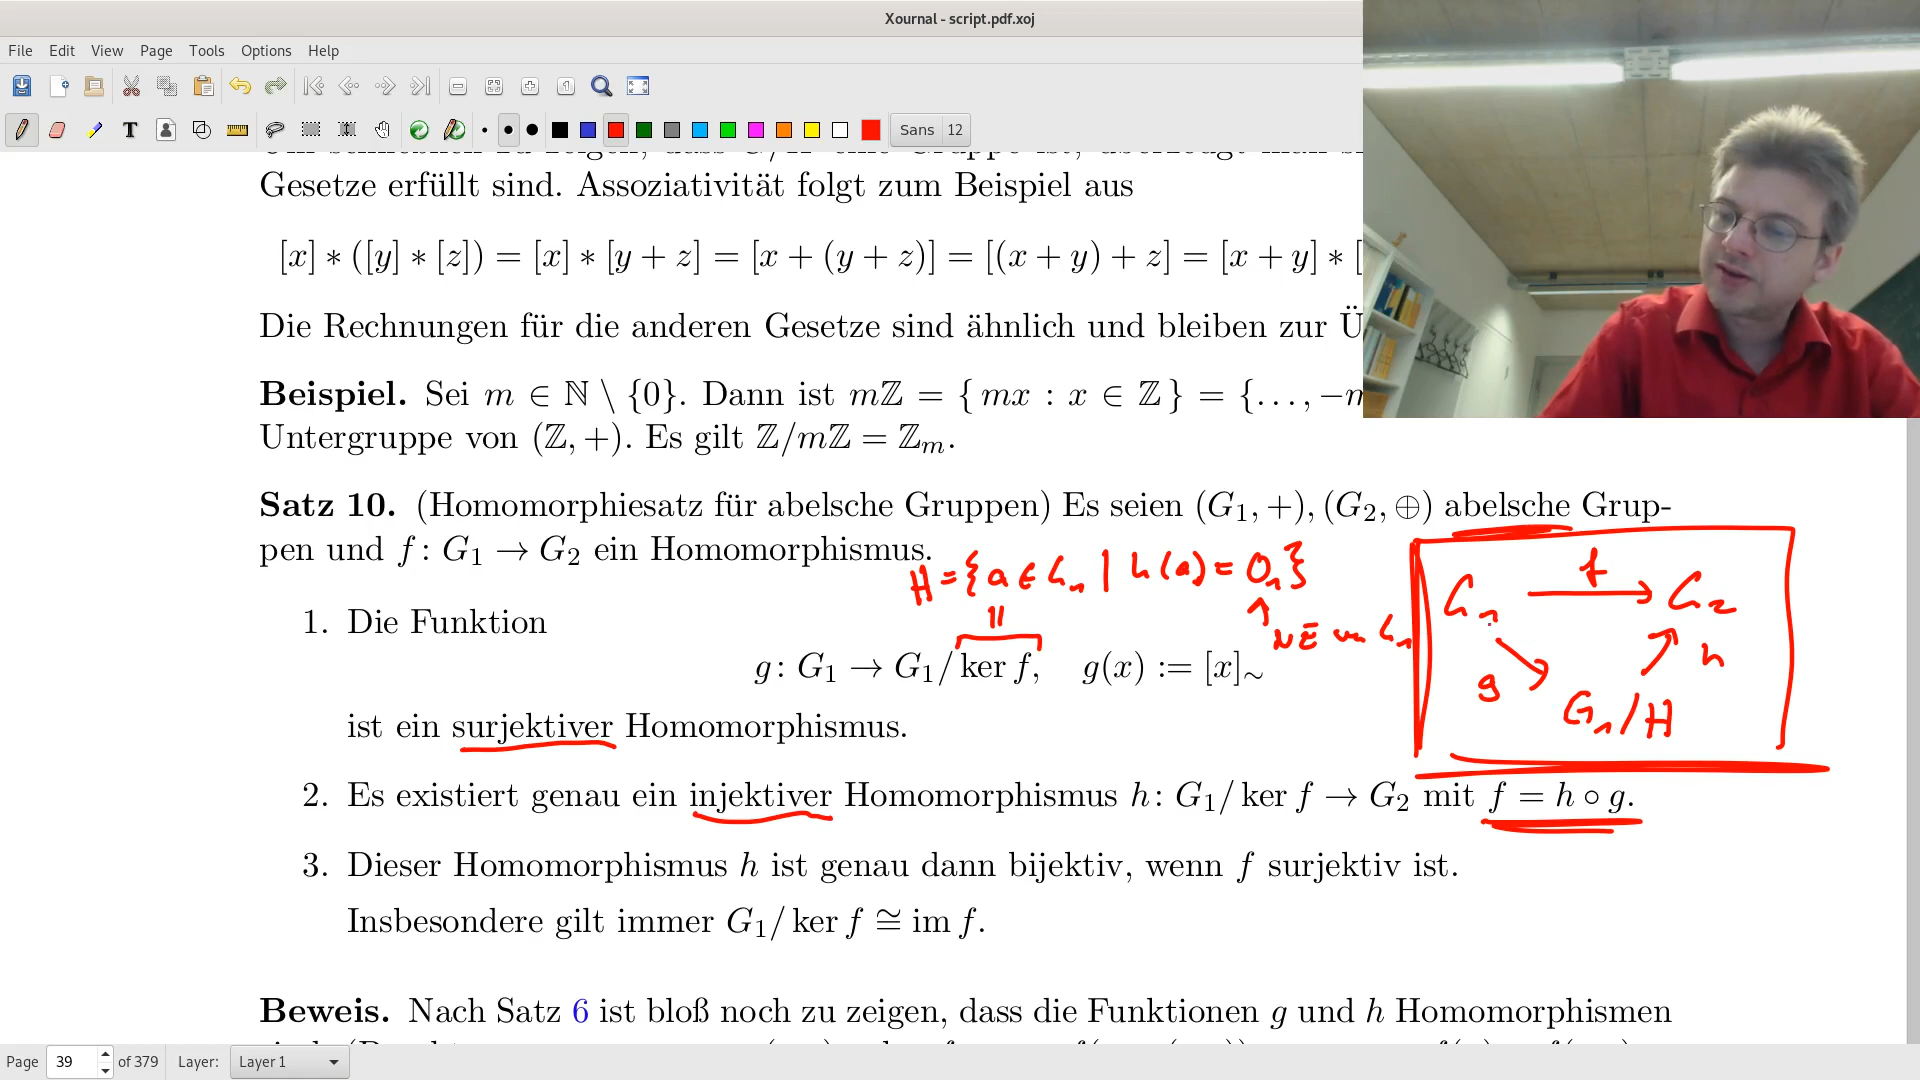 Xournal - script.pdf.xoj
File Edit View Page Tools Options Help
Sans 12
Gesetze erfüllt sind. Assoziativität folgt zum Beispiel aus
[x] ∗ ([y] ∗ [z]) = [x] ∗ [y + z] = [x + (y + z)] = [(x + y) + z] = [x + y] ∗ [
Die Rechnungen für die anderen Gesetze sind ähnlich und bleiben zur Ü
Beispiel. Sei m ∈ ℕ \ {0}. Dann ist mℤ = { mx : x ∈ ℤ } = {. . . , −m
Untergruppe von (ℤ, +). Es gilt ℤ/mℤ = ℤₘ.
Satz 10. (Homomorphiesatz für abelsche Gruppen) Es seien (G₁, +), (G₂, ⊕) abelsche Grup-
pen und f : G₁ → G₂ ein Homomorphismus.
H = {a ∈ G₁ | h(a) = 0₁}
G₁ f G₂
1. Die Funktion
NE von G₁
g : G₁ → G₁/ ker f, g(x) := [x]∼
g h
G₁/H
ist ein surjektiver Homomorphismus.
2. Es existiert genau ein injektiver Homomorphismus h : G₁/ ker f → G₂ mit f = h ∘ g.
3. Dieser Homomorphismus h ist genau dann bijektiv, wenn f surjektiv ist.
Insbesondere gilt immer G₁/ ker f ≅ im f.
Beweis. Nach Satz 6 ist bloß noch zu zeigen, dass die Funktionen g und h Homomorphismen
Page 39 of 379 Layer: Layer 1